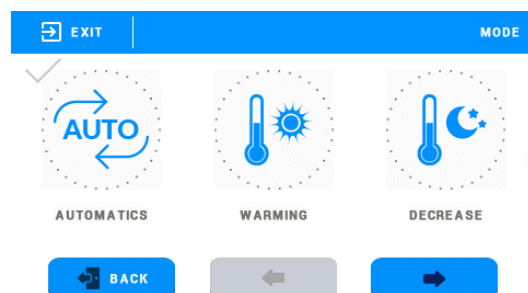 EXIT
MODE
AUTO
AUTOMATICS
WARMING
DECREASE
BACK